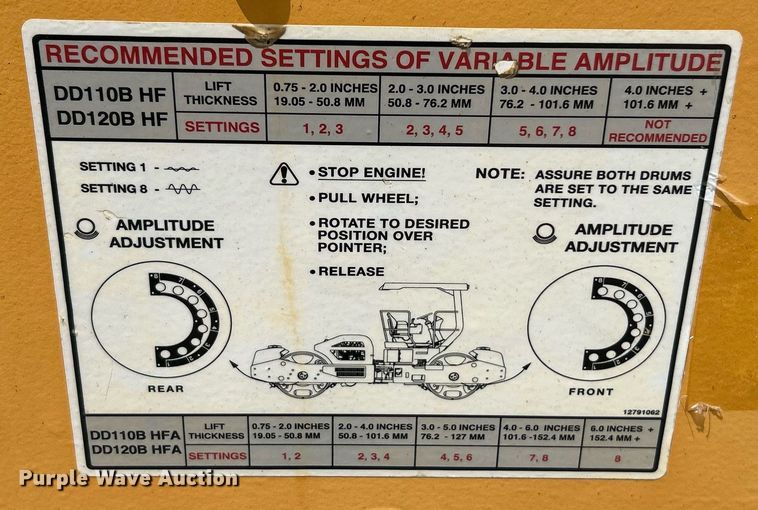 RECOMMENDED SETTINGS OF VARIABLE AMPLITUDE
DD110B HF
DD120B HF
LIFT THICKNESS
0.75 - 2.0 INCHES
19.05 - 50.8 MM
2.0 - 3.0 INCHES
50.8 - 76.2 MM
3.0 - 4.0 INCHES
76.2 - 101.6 MM
4.0 INCHES +
101.6 MM +
SETTINGS
1, 2, 3
2, 3, 4, 5
5, 6, 7, 8
NOT RECOMMENDED
SETTING 1 -
SETTING 8 -
• STOP ENGINE!
• PULL WHEEL;
• ROTATE TO DESIRED
POSITION OVER
POINTER;
• RELEASE
NOTE: ASSURE BOTH DRUMS
ARE SET TO THE SAME
SETTING.
AMPLITUDE
ADJUSTMENT
AMPLITUDE
ADJUSTMENT
REAR
FRONT
12791062
DD110B HFA
DD120B HFA
LIFT
THICKNESS
0.75 - 2.0 INCHES
19.05 - 50.8 MM
2.0 - 4.0 INCHES
50.8 - 101.6 MM
3.0 - 5.0 INCHES
76.2 - 127 MM
4.0 - 6.0 INCHES
101.6 -152.4 MM
6.0 INCHES +
152.4 MM +
SETTINGS
1, 2
2, 3, 4
4, 5, 6
7, 8
8
Purple Wave Auction